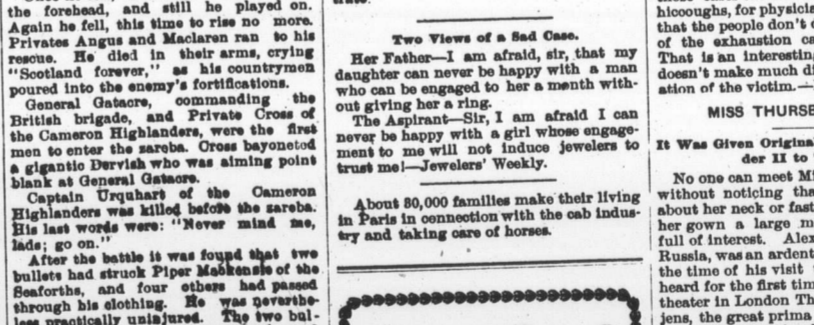 the forehead, and still he played on.
Again he fell, this time to rise no more.
Privates Angus and Maclaren ran to his
rescue. He died in their arms, crying
"Scotland forever," as his countrymen
poured into the enemy's fortifications.
General Gatacre, commanding the
British brigade, and Private Cross of
the Cameron Highlanders, were the first
men to enter the zareba. Cross bayoneted
a gigantic Dervish who was aiming point
blank at General Gatacre.
Captain Urquhart of the Cameron
Highlanders was killed before the zareba.
His last words were: "Never mind me,
lads; go on."
After the battle it was found that two
bullets had struck Piper Mackenzie of the
Seaforths, and four others had passed
through his clothing. He was neverthe-
less practically uninjured. The two bul-
Two Views of a Sad Case.
Her Father—I am afraid, sir, that my
daughter can never be happy with a man
who can be engaged to her a month with-
out giving her a ring.
The Aspirant—Sir, I am afraid I can
never be happy with a girl whose engage-
ment to me will not induce jewelers to
trust me!—Jewelers' Weekly.
About 80,000 families make their living
in Paris in connection with the cab indus-
try and taking care of horses.
hiccoughs, for physicia
that the people don't
of the exhaustion ca
That is an interestin
doesn't make much di
ation of the victim.—
MISS THURSB
It Was Given Origina
der II to
No one can meet Mi
without noticing tha
about her neck or fast
her gown a large m
full of interest. Alex
Russia, was an ardent
the time of his visit
heard for the first tim
theater in London Th
jens, the great prima